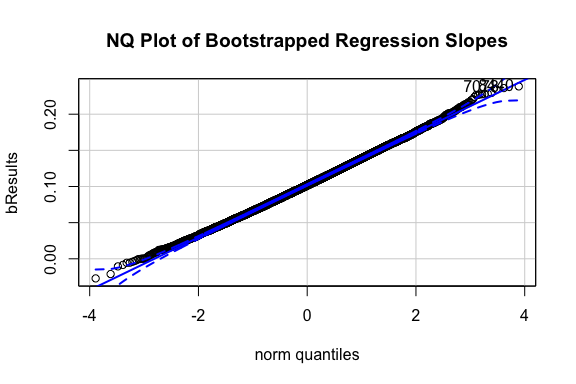 NQ Plot of Bootstrapped Regression Slopes
0.20
0.10
0.00
bResults
-4
-2
0
2
4
norm quantiles